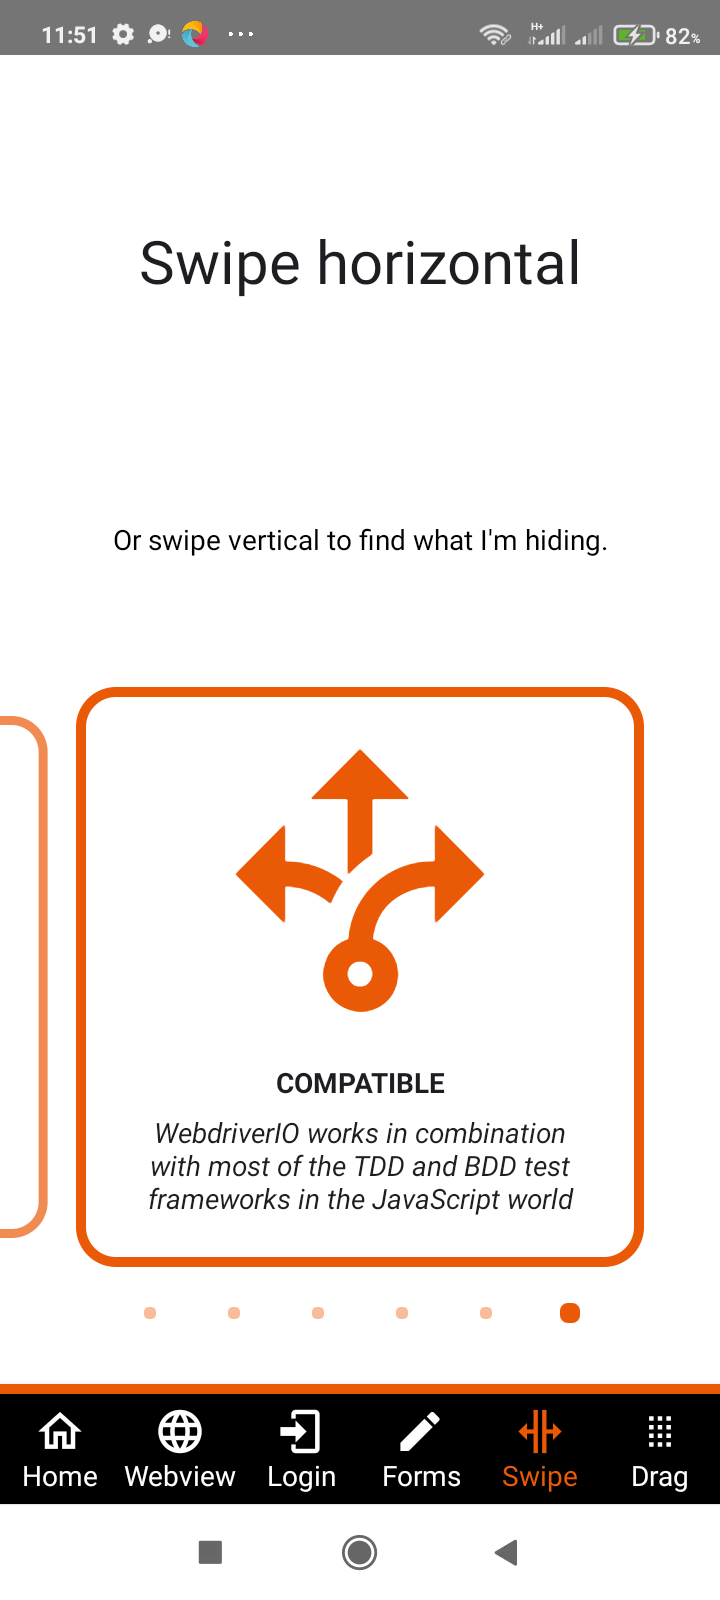 11:51
H+
82%
Swipe horizontal
Or swipe vertical to find what I'm hiding.
COMPATIBLE
WebdriverIO works in combination
with most of the TDD and BDD test
frameworks in the JavaScript world
Home Webview Login Forms Swipe Drag